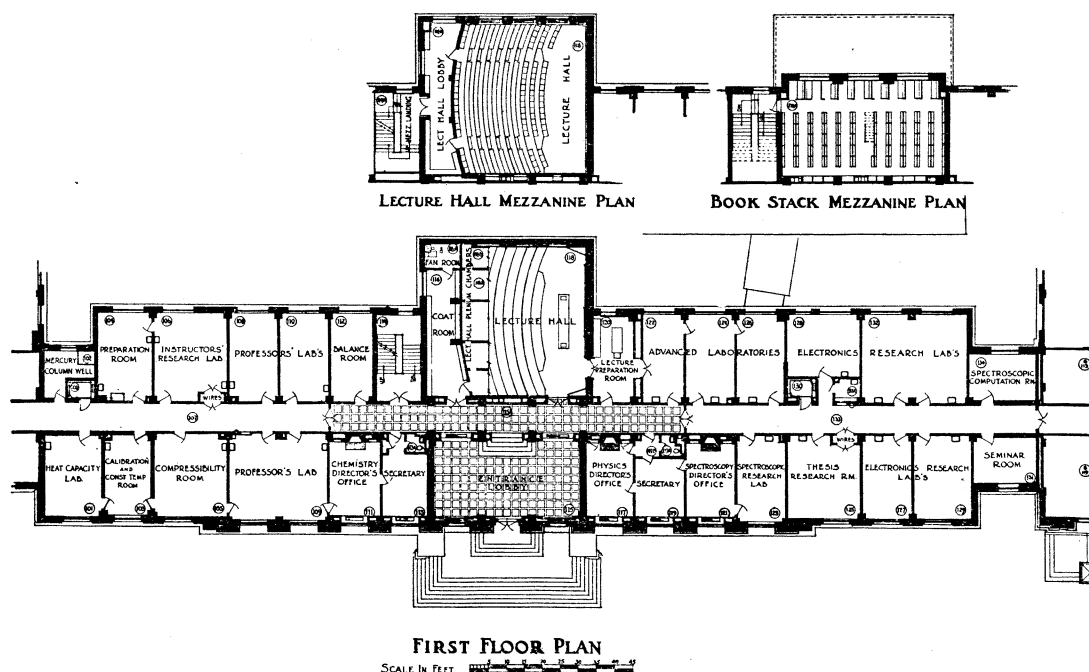 LECT HALL LOBBY
LECTURE HALL
MEZZ. LANDING
LECTURE HALL MEZZANINE PLAN
BOOK STACK MEZZANINE PLAN
FAN ROOM
COAT ROOM
LECT HALL PLENUM CHAMBERS
LECTURE HALL
118
MERCURY
COLUMN WELL
PREPARATION
ROOM
INSTRUCTORS'
RESEARCH LAB
PROFESSORS' LAB'S
BALANCE
ROOM
LECTURE
PREPARATION
ROOM
ADVANCED LABORATORIES
ELECTRONICS RESEARCH LAB'S
SPECTROSCOPIC
COMPUTATION RM.
WIRES
WIRES
HEAT CAPACITY
LAB.
CALIBRATION
AND
CONST TEMP
ROOM
COMPRESSIBILITY
ROOM
PROFESSOR'S LAB
CHEMISTRY
DIRECTOR'S
OFFICE
SECRETARY
ENTRANCE
LOBBY
PHYSICS
DIRECTOR'S
OFFICE
SECRETARY
SPECTROSCOPY
DIRECTOR'S
OFFICE
SPECTROSCOPIC
RESEARCH
LAB
THESIS
RESEARCH RM.
ELECTRONICS RESEARCH
LAB'S
SEMINAR
ROOM
FIRST FLOOR PLAN
SCALE IN FEET